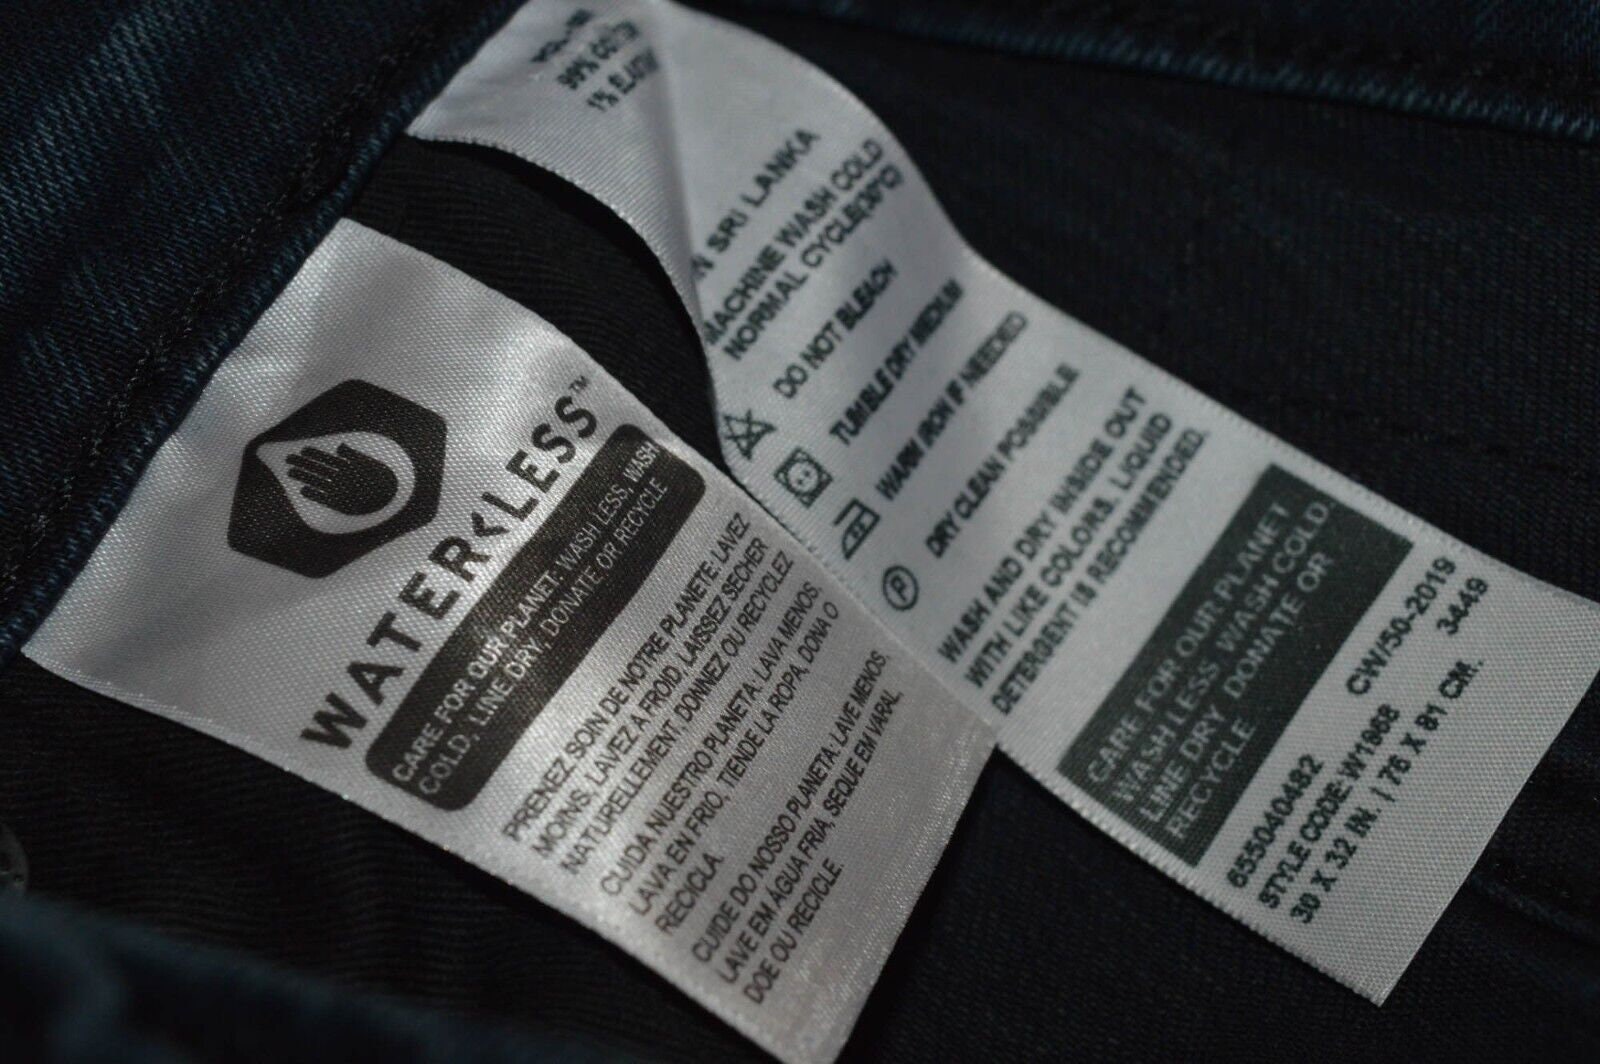 WATER<LESS™
CARE FOR OUR PLANET: WASH LESS, WASH
COLD, LINE DRY, DONATE OR RECYCLE
PRENEZ SOIN DE NOTRE PLANETE LAVEZ
MOINS, LAVEZ A FROID, LAISSEZ SECHER
NATURELLEMENT, DONNEZ OU RECYCLEZ
CUIDA NUESTRO PLANETA. LAVA MENOS.
LAVA EN FRIO, TIENDE LA ROPA, DONA O
RECICLA.
CUIDE DO NOSSO PLANETA. LAVE MENOS,
LAVE EM ÁGUA FRIA, SEQUE EM VARAL,
DOE OU RECICLE.
99% COTTON
1%
N SRI LANKA
MACHINE WASH COLD
NORMAL CYCLE(30°C)
DO NOT BLEACH
TUMBLE DRY MEDIUM
WARM IRON IF NEEDED
P
DRY CLEAN POSSIBLE
WASH AND DRY INSIDE OUT
WITH LIKE COLORS. LIQUID
DETERGENT IS RECOMMENDED.
CARE FOR OUR PLANET
WASH LESS, WASH COLD,
LINE DRY, DONATE OR
RECYCLE
655040482 CW/50-2019
STYLE CODE: W1968 3449
30 X 32 IN. / 76 X 81 CM.